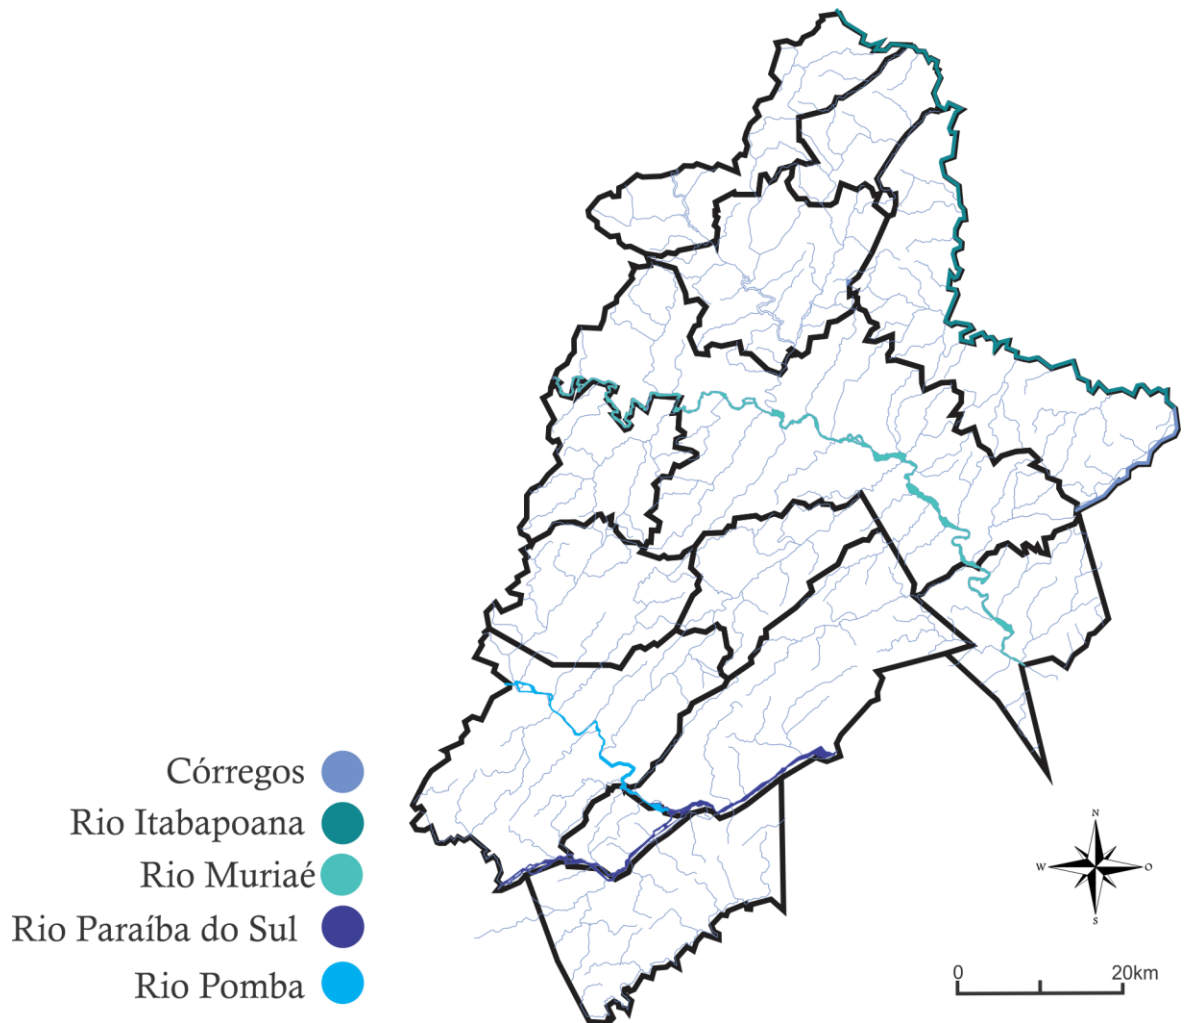 Córregos
Rio Itabapoana
Rio Muriaé
Rio Paraíba do Sul
Rio Pomba
N
W O
S
0 20km